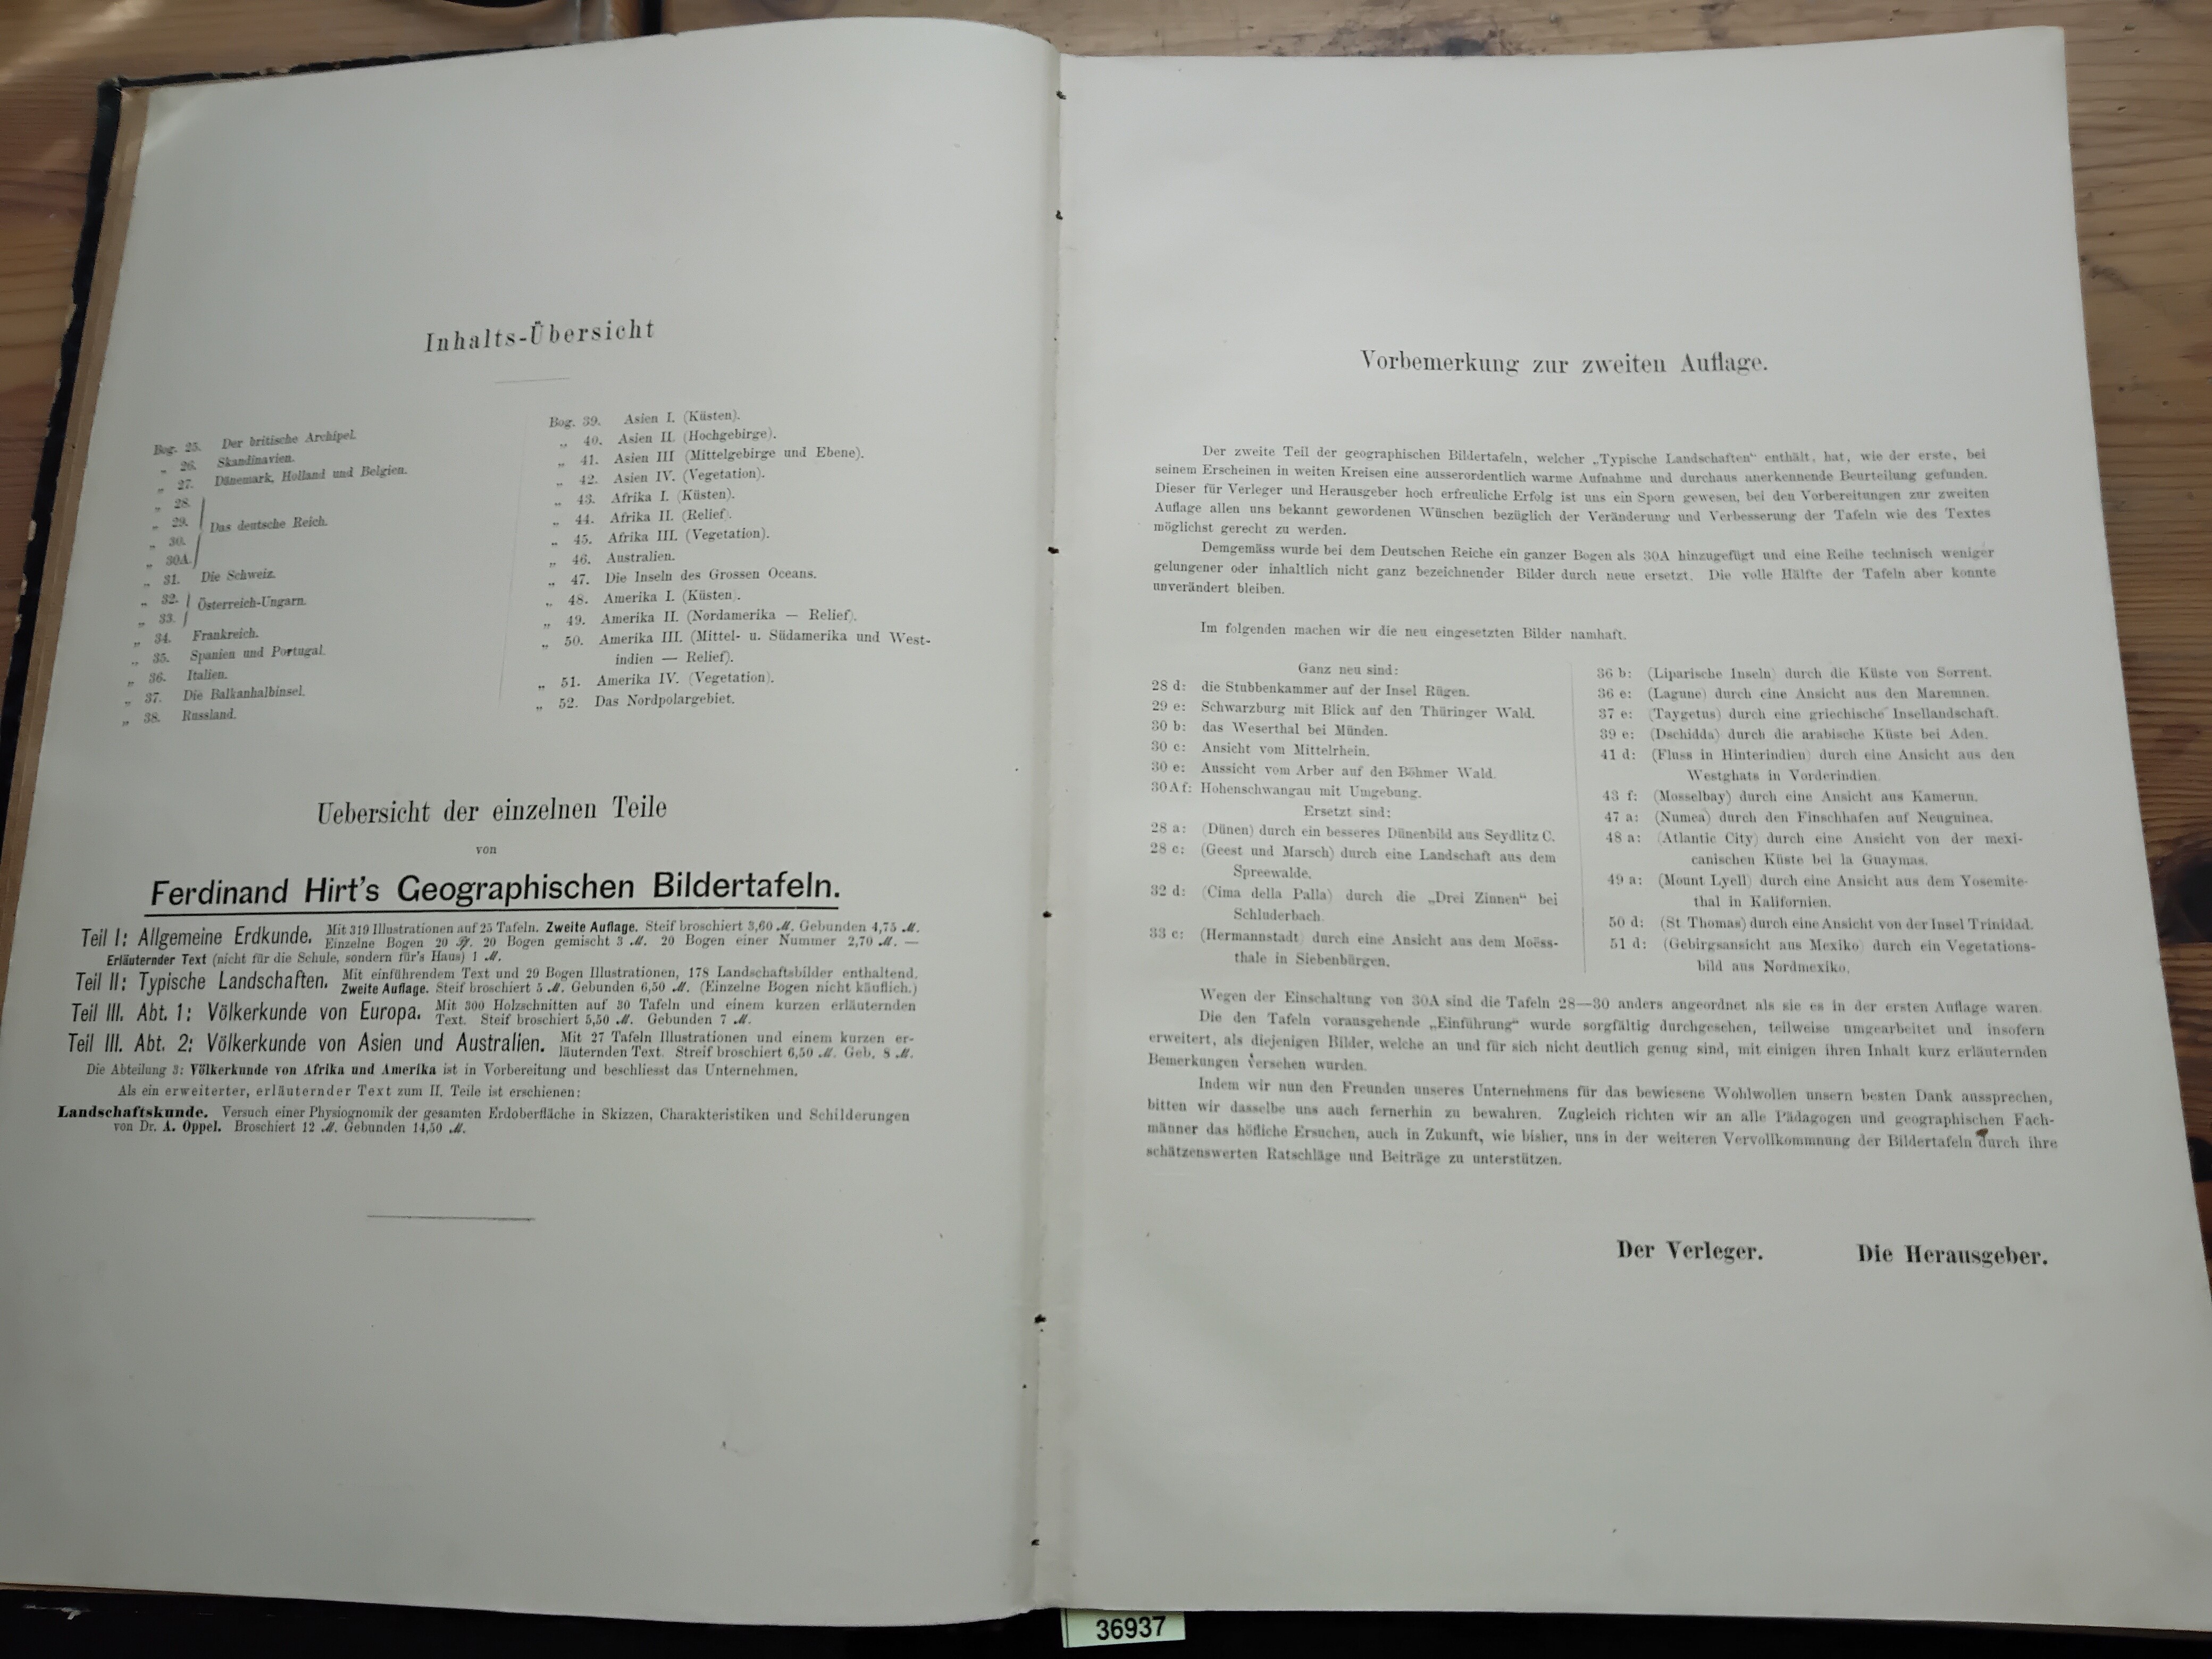 Inhalts-Übersicht
Bog. 25. Der britische Archipel.
„ 26. Skandinavien.
„ 27. Dänemark, Holland und Belgien.
„ 28.
„ 29. Das deutsche Reich.
„ 30.
„ 30A.
„ 31. Die Schweiz.
„ 32. Österreich-Ungarn.
„ 33.
„ 34. Frankreich.
„ 35. Spanien und Portugal.
„ 36. Italien.
„ 37. Die Balkanhalbinsel.
„ 38. Russland.
Bog. 39. Asien I. (Küsten).
„ 40. Asien II. (Hochgebirge).
„ 41. Asien III (Mittelgebirge und Ebene).
„ 42. Asien IV. (Vegetation).
„ 43. Afrika I. (Küsten).
„ 44. Afrika II. (Relief).
„ 45. Afrika III. (Vegetation).
„ 46. Australien.
„ 47. Die Inseln des Grossen Oceans.
„ 48. Amerika I. (Küsten).
„ 49. Amerika II. (Nordamerika — Relief).
„ 50. Amerika III. (Mittel- u. Südamerika und West-
indien — Relief).
„ 51. Amerika IV. (Vegetation).
„ 52. Das Nordpolargebiet.
Uebersicht der einzelnen Teile
von
Ferdinand Hirt's Geographischen Bildertafeln.
Teil I: Allgemeine Erdkunde. Mit 319 Illustrationen auf 25 Tafeln. Zweite Auflage. Steif broschiert 3,60 ℳ. Gebunden 4,75 ℳ.
Einzelne Bogen 20 ₰. 20 Bogen gemischt 3 ℳ. 20 Bogen einer Nummer 2,70 ℳ. —
Erläuternder Text (nicht für die Schule, sondern für's Haus) 1 ℳ.
Teil II: Typische Landschaften. Mit einführendem Text und 29 Bogen Illustrationen, 178 Landschaftsbilder enthaltend.
Zweite Auflage. Steif broschiert 5 ℳ. Gebunden 6,50 ℳ. (Einzelne Bogen nicht käuflich.)
Teil III. Abt. 1: Völkerkunde von Europa. Mit 300 Holzschnitten auf 30 Tafeln und einem kurzen erläuternden
Text. Steif broschiert 5,50 ℳ. Gebunden 7 ℳ.
Teil III. Abt. 2: Völkerkunde von Asien und Australien. Mit 27 Tafeln Illustrationen und einem kurzen er-
läuternden Text. Streif broschiert 6,50 ℳ. Geb. 8 ℳ.
Die Abteilung 3: Völkerkunde von Afrika und Amerika ist in Vorbereitung und beschliesst das Unternehmen.
Als ein erweiterter, erläuternder Text zum II. Teile ist erschienen:
Landschaftskunde. Versuch einer Physiognomik der gesamten Erdoberfläche in Skizzen, Charakteristiken und Schilderungen
von Dr. A. Oppel. Broschiert 12 ℳ. Gebunden 14,50 ℳ.
Vorbemerkung zur zweiten Auflage.
Der zweite Teil der geographischen Bildertafeln, welcher „Typische Landschaften“ enthält, hat, wie der erste, bei
seinem Erscheinen in weiten Kreisen eine ausserordentlich warme Aufnahme und durchaus anerkennende Beurteilung gefunden.
Dieser für Verleger und Herausgeber hoch erfreuliche Erfolg ist uns ein Sporn gewesen, bei den Vorbereitungen zur zweiten
Auflage allen uns bekannt gewordenen Wünschen bezüglich der Veränderung und Verbesserung der Tafeln wie des Textes
möglichst gerecht zu werden.
Demgemäss wurde bei dem Deutschen Reiche ein ganzer Bogen als 30A hinzugefügt und eine Reihe technisch weniger
gelungener oder inhaltlich nicht ganz bezeichnender Bilder durch neue ersetzt. Die volle Hälfte der Tafeln aber konnte
unverändert bleiben.
Im folgenden machen wir die neu eingesetzten Bilder namhaft.
Ganz neu sind:
28 d: die Stubbenkammer auf der Insel Rügen.
29 e: Schwarzburg mit Blick auf den Thüringer Wald.
30 b: das Weserthal bei Münden.
30 c: Ansicht vom Mittelrhein.
30 e: Aussicht vom Arber auf den Böhmer Wald.
30A f: Hohenschwangau mit Umgebung.
Ersetzt sind:
28 a: (Dünen) durch ein besseres Dünenbild aus Seydlitz C.
28 c: (Geest und Marsch) durch eine Landschaft aus dem
Spreewalde.
32 d: (Cima della Palla) durch die „Drei Zinnen“ bei
Schluderbach.
33 c: (Hermannstadt) durch eine Ansicht aus dem Moëss-
thale in Siebenbürgen.
36 b: (Liparische Inseln) durch die Küste von Sorrent.
36 e: (Lagune) durch eine Ansicht aus den Maremnen.
37 e: (Taygetus) durch eine griechische Insellandschaft.
39 e: (Dschidda) durch die arabische Küste bei Aden.
41 d: (Fluss in Hinterindien) durch eine Ansicht aus den
Westghats in Vorderindien.
43 f: (Mosselbay) durch eine Ansicht aus Kamerun.
47 a: (Numea) durch den Finschhafen auf Neuguinea.
48 a: (Atlantic City) durch eine Ansicht von der mexi-
canischen Küste bei la Guaymas.
49 a: (Mount Lyell) durch eine Ansicht aus dem Yosemite-
thal in Kalifornien.
50 d: (St Thomas) durch eine Ansicht von der Insel Trinidad.
51 d: (Gebirgsansicht aus Mexiko) durch ein Vegetations-
bild aus Nordmexiko.
Wegen der Einschaltung von 30A sind die Tafeln 28—30 anders angeordnet als sie es in der ersten Auflage waren.
Die den Tafeln vorausgehende „Einführung“ wurde sorgfältig durchgesehen, teilweise umgearbeitet und insofern
erweitert, als diejenigen Bilder, welche an und für sich nicht deutlich genug sind, mit einigen ihren Inhalt kurz erläuternden
Bemerkungen versehen wurden.
Indem wir nun den Freunden unseres Unternehmens für das bewiesene Wohlwollen unsern besten Dank aussprechen,
bitten wir dasselbe uns auch fernerhin zu bewahren. Zugleich richten wir an alle Pädagogen und geographischen Fach-
männer das höfliche Ersuchen, auch in Zukunft, wie bisher, uns in der weiteren Vervollkommnung der Bildertafeln durch ihre
schätzenswerten Ratschläge und Beiträge zu unterstützen.
Der Verleger. Die Herausgeber.
36937